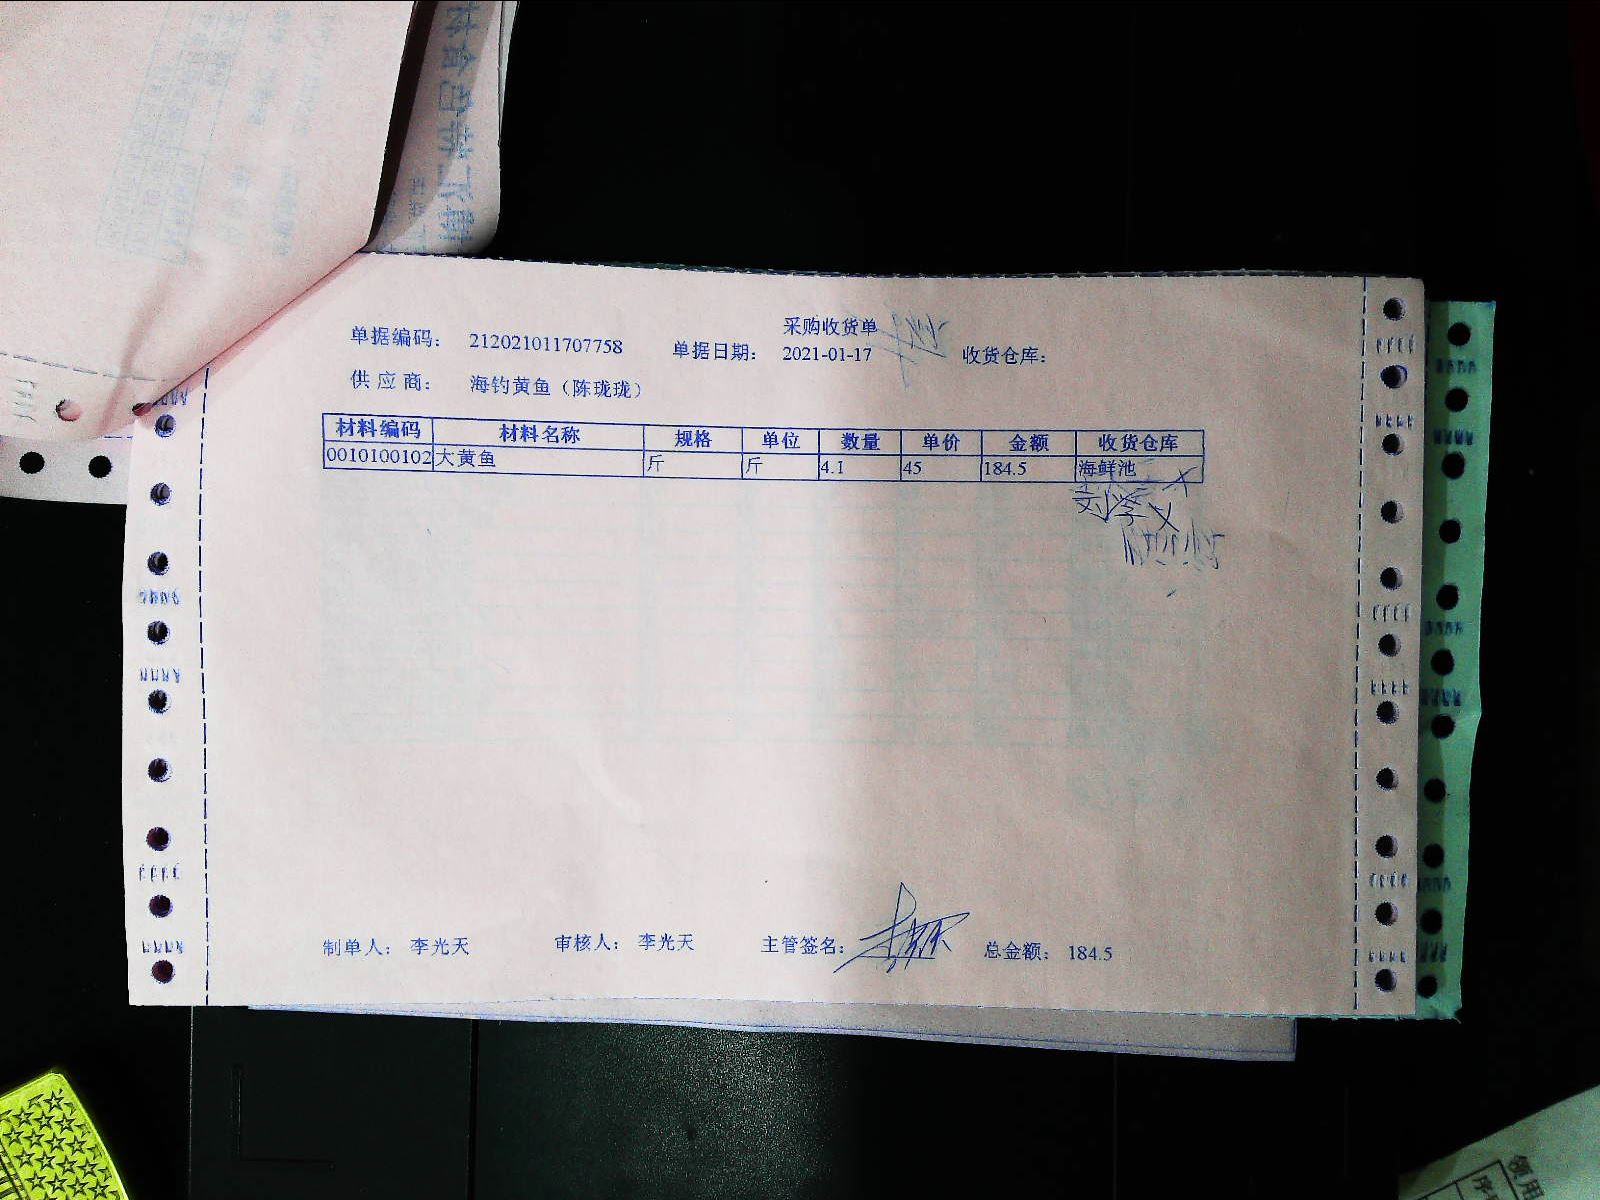 采购收货单
单据编码： 212021011707758 单据日期： 2021-01-17 收货仓库：
供应商： 海钓黄鱼（陈珑珑）
材料编码 材料名称 规格 单位 数量 单价 金额 收货仓库
0010100102 大黄鱼 斤 斤 4.1 45 184.5 海鲜池
制单人： 李光天 审核人： 李光天 主管签名： 总金额： 184.5